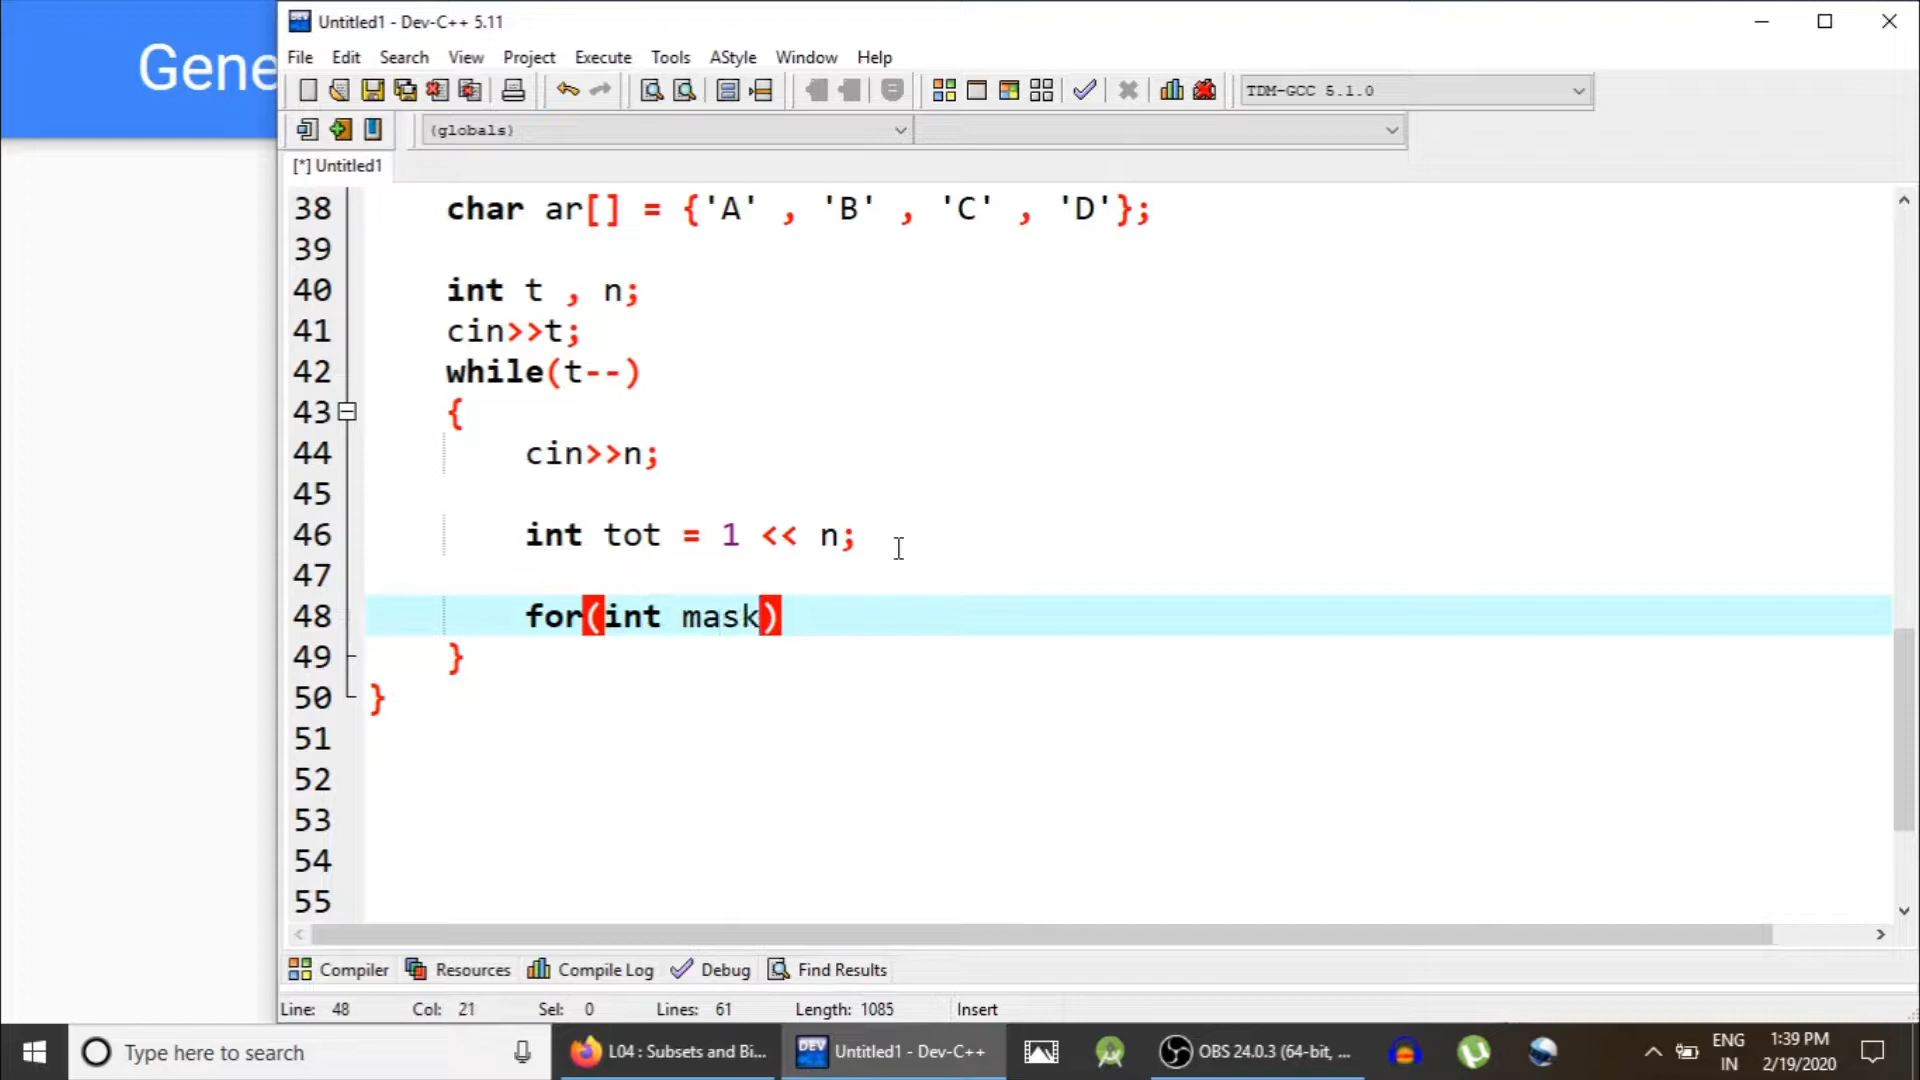 Gene
Untitled1 - Dev-C++ 5.11
File Edit Search View Project Execute Tools AStyle Window Help
TDM-GCC 5.1.0
(globals)
[*] Untitled1
38 char ar[] = {'A' , 'B' , 'C' , 'D'};
39
40 int t , n;
41 cin>>t;
42 while(t--)
43 {
44 cin>>n;
45
46 int tot = 1 << n;
47
48 for(int mask)
49 }
50 }
51
52
53
54
55
Compiler Resources Compile Log Debug Find Results
Line: 48 Col: 21 Sel: 0 Lines: 61 Length: 1085 Insert
Type here to search
L04 : Subsets and Bi...
DEV
Untitled1 - Dev-C++
OBS 24.0.3 (64-bit, ...
ENG
IN
1:39 PM
2/19/2020